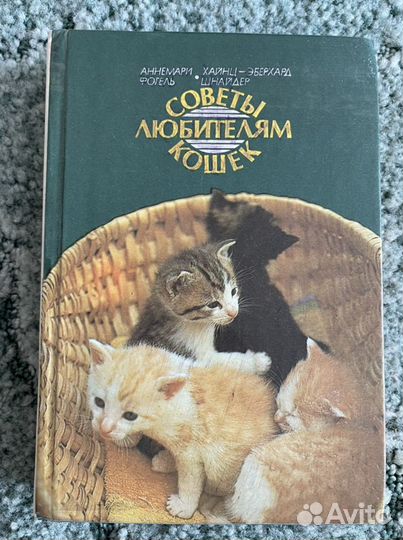 АННЕМАРИ ХАЙНЦ-ЭБЕРХАРД
ФОГЕЛЬ • ШНАЙДЕР
СОВЕТЫ
ЛЮБИТЕЛЯМ
КОШЕК
Avito